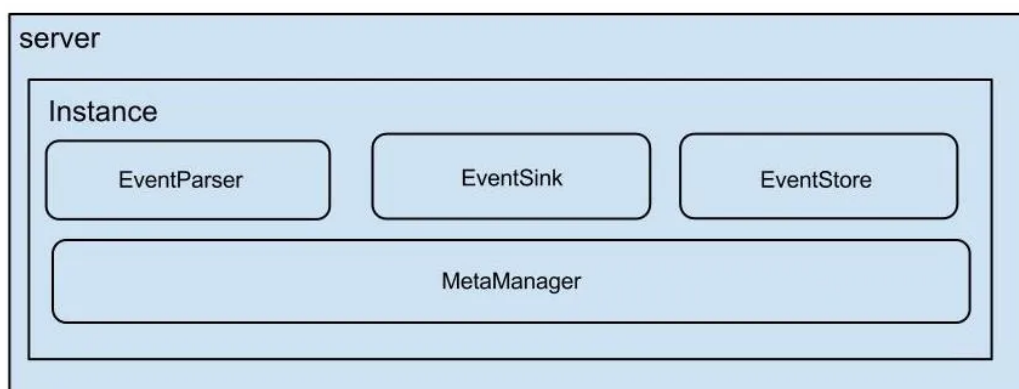 server
Instance
EventParser
EventSink
EventStore
MetaManager